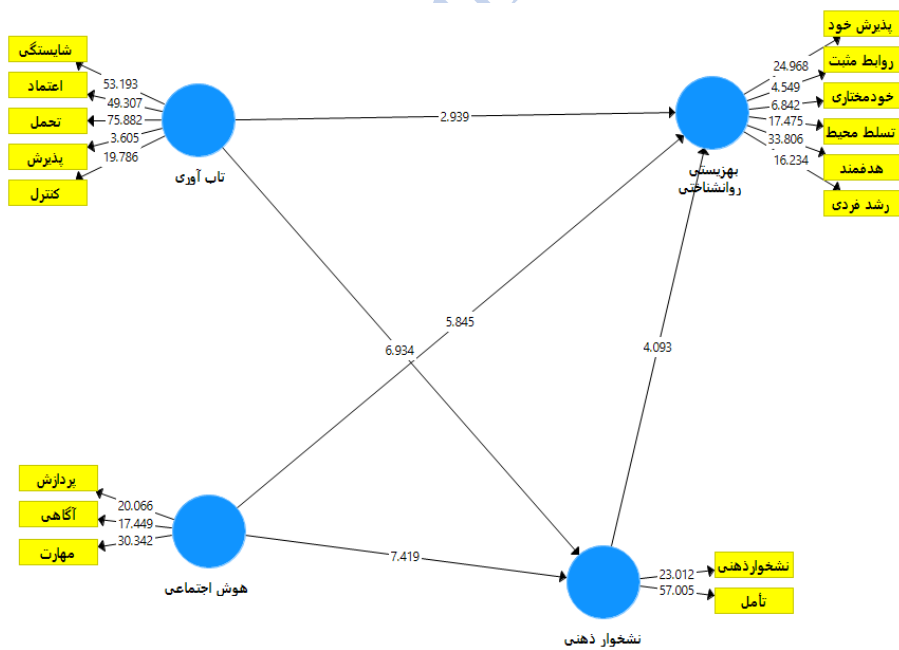 شایستگی
اعتماد
تحمل
پذیرش
کنترل
53.193
49.307
75.882
3.605
19.786
تاب آوری
2.939
پذیرش خود
روابط مثبت
خودمختاری
تسلط محیط
هدفمند
رشد فردی
24.968
4.549
6.842
17.475
33.806
16.234
بهزیستی
روانشناختی
5.845
6.934
4.093
پردازش
آگاهی
مهارت
20.066
17.449
30.342
هوش اجتماعی
7.419
نشخوارذهنی
تأمل
23.012
57.005
نشخوار ذهنی